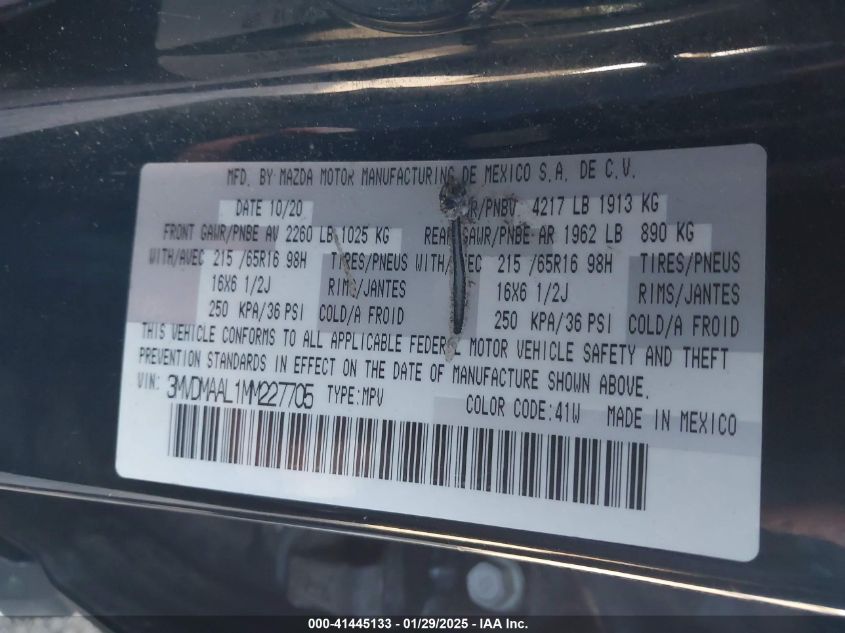 MFD. BY MAZDA MOTOR MANUFACTURING DE MEXICO S.A. DE C.V.
DATE 10/20 R/PNBV 4217 LB 1913 KG
FRONT GAWR/PNBE AV 2260 LB 1025 KG REAR GAWR/PNBE AR 1962 LB 890 KG
WITH/AVEC 215 /65R16 98H TIRES/PNEUS WITH/AVEC 215 /65R16 98H TIRES/PNEUS
16X6 1/2J RIMS/JANTES 16X6 1/2J RIMS/JANTES
250 KPA/36 PSI COLD/A FROID 250 KPA/36 PSI COLD/A FROID
THIS VEHICLE CONFORMS TO ALL APPLICABLE FEDERAL MOTOR VEHICLE SAFETY AND THEFT
PREVENTION STANDARDS IN EFFECT ON THE DATE OF MANUFACTURE SHOWN ABOVE.
VIN: 3MVDMAAL1MM227705 TYPE:MPV COLOR CODE:41W MADE IN MEXICO
000-41445133 - 01/29/2025 - IAA Inc.